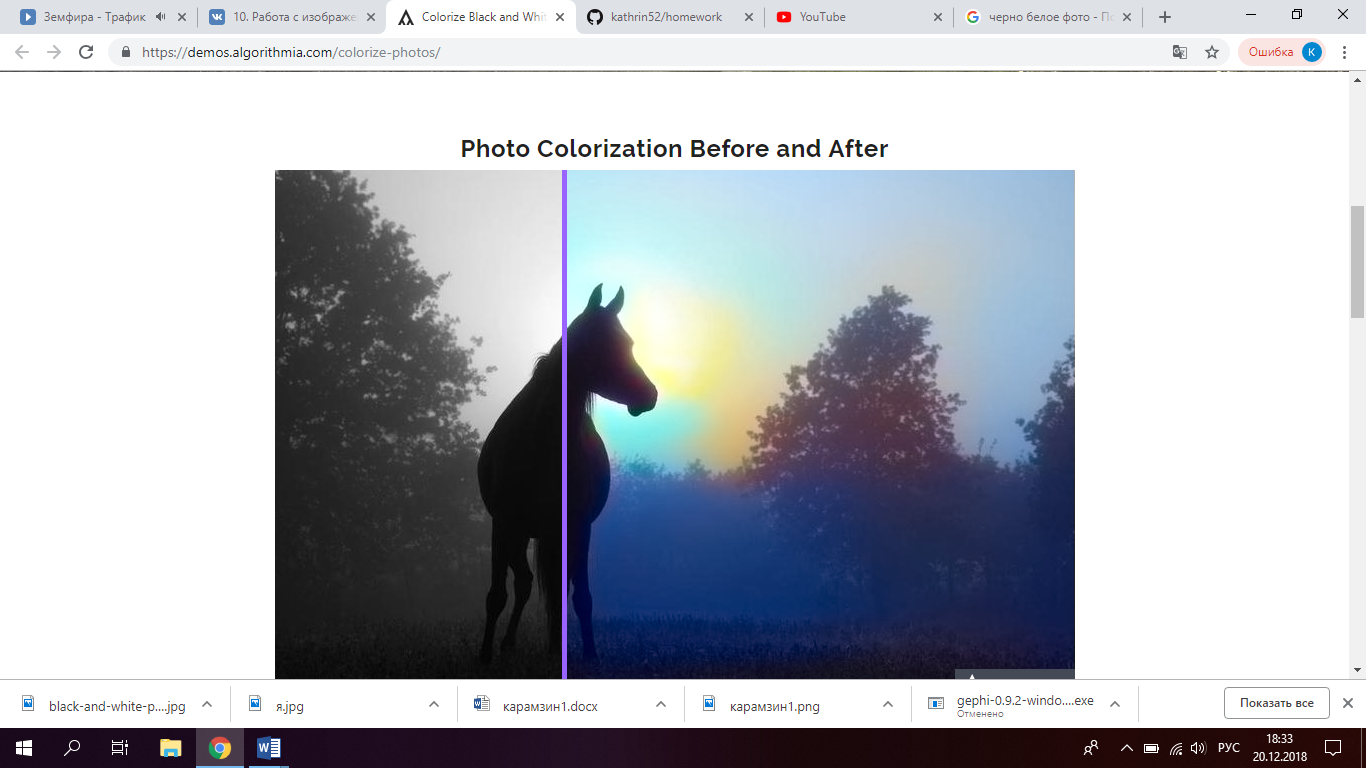 Земфира - Трафик
10. Работа с изображе
Colorize Black and Whit
kathrin52/homework
YouTube
черно белое фото - По
https://demos.algorithmia.com/colorize-photos/
Ошибка
К
Photo Colorization Before and After
black-and-white-p....jpg
я.jpg
карамзин1.docx
карамзин1.png
gephi-0.9.2-windo....exe
Отменено
Показать все
РУС
18:33
20.12.2018